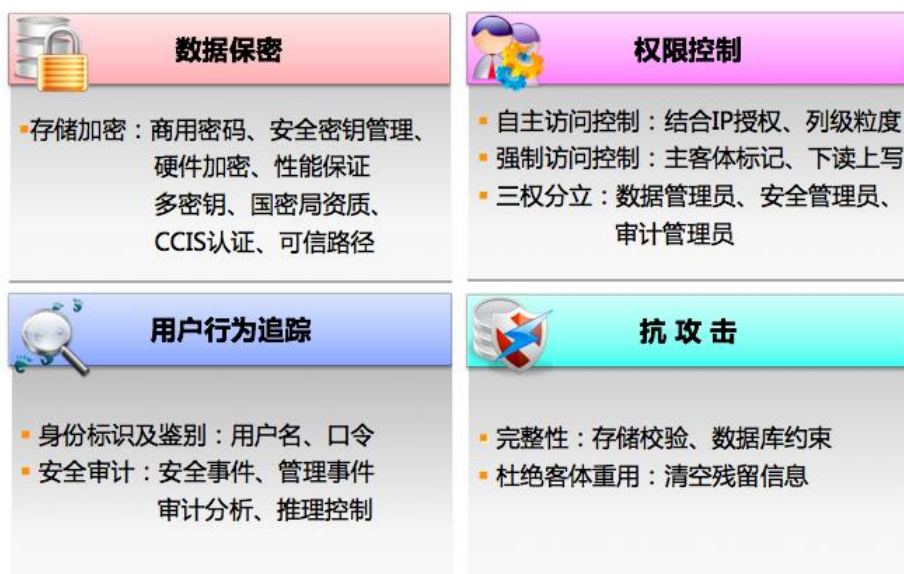 数据保密
▪存储加密：商用密码、安全密钥管理、
硬件加密、性能保证
多密钥、国密局资质、
CCIS认证、可信路径
权限控制
▪ 自主访问控制：结合IP授权、列级粒度
▪ 强制访问控制：主客体标记、下读上写
▪ 三权分立：数据管理员、安全管理员、
审计管理员
用户行为追踪
▪ 身份标识及鉴别：用户名、口令
▪ 安全审计：安全事件、管理事件
审计分析、推理控制
抗 攻 击
▪ 完整性：存储校验、数据库约束
▪ 杜绝客体重用：清空残留信息